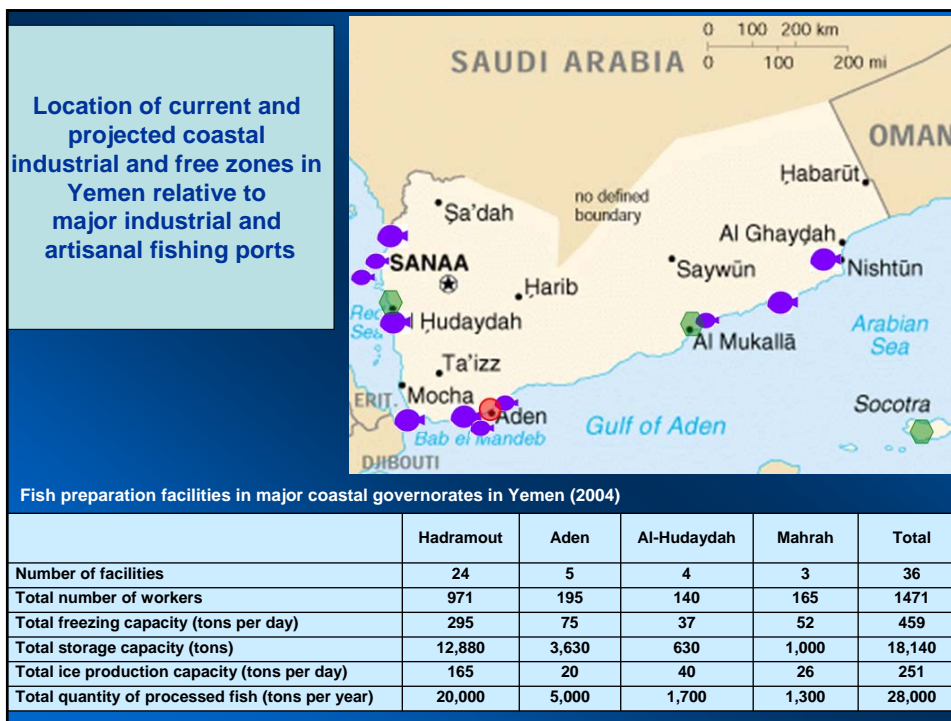 Location of current and
projected coastal
industrial and free zones in
Yemen relative to
major industrial and
artisanal fishing ports
0 100 200 km
0 100 200 mi
SAUDI ARABIA
OMAN
Ḥabarūt
no defined
boundary
Ṣa'dah
Al Ghayḑah
SANAA
Saywūn
Nishtūn
Ḥarib
Red
Sea
l Ḥudaydah
Al Mukallā
Arabian
Sea
Ta'izz
Mocha
ERIT.
Socotra
Aden
Gulf of Aden
Bab el Mandeb
DJIBOUTI
Fish preparation facilities in major coastal governorates in Yemen (2004)
Hadramout Aden Al-Hudaydah Mahrah Total
Number of facilities 24 5 4 3 36
Total number of workers 971 195 140 165 1471
Total freezing capacity (tons per day) 295 75 37 52 459
Total storage capacity (tons) 12,880 3,630 630 1,000 18,140
Total ice production capacity (tons per day) 165 20 40 26 251
Total quantity of processed fish (tons per year) 20,000 5,000 1,700 1,300 28,000